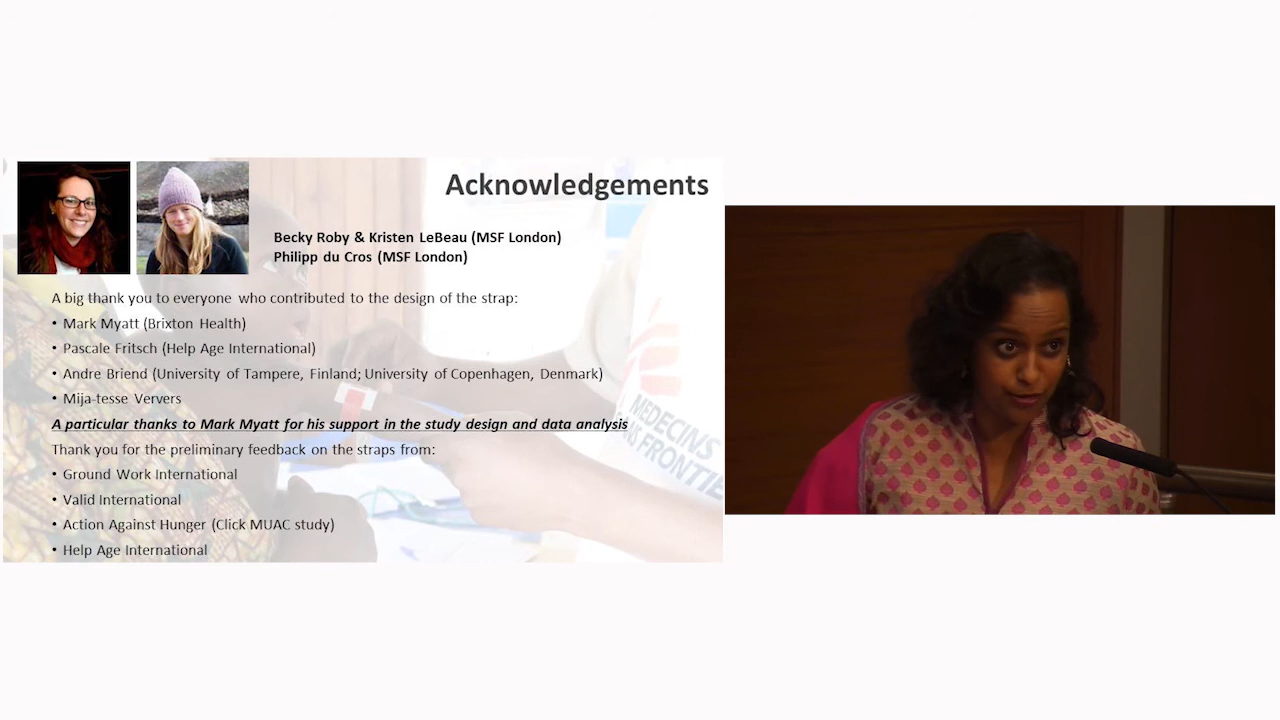 Acknowledgements
Becky Roby & Kristen LeBeau (MSF London)
Philipp du Cros (MSF London)
A big thank you to everyone who contributed to the design of the strap:
• Mark Myatt (Brixton Health)
• Pascale Fritsch (Help Age International)
• Andre Briend (University of Tampere, Finland; University of Copenhagen, Denmark)
• Mija-tesse Ververs
A particular thanks to Mark Myatt for his support in the study design and data analysis
Thank you for the preliminary feedback on the straps from:
• Ground Work International
• Valid International
• Action Against Hunger (Click MUAC study)
• Help Age International
MEDECINS
FRONTIE